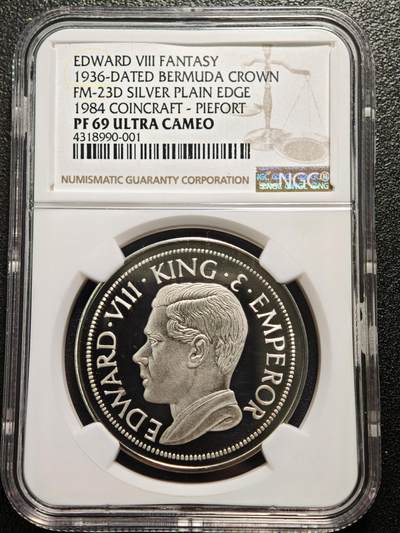 EDWARD VIII FANTASY
1936-DATED BERMUDA CROWN
FM-23D SILVER PLAIN EDGE
1984 COINCRAFT - PIEFORT
PF 69 ULTRA CAMEO
4318990-001
NUMISMATIC GUARANTY CORPORATION
NGC
EDWARD · VIII · KING · & · EMPEROR